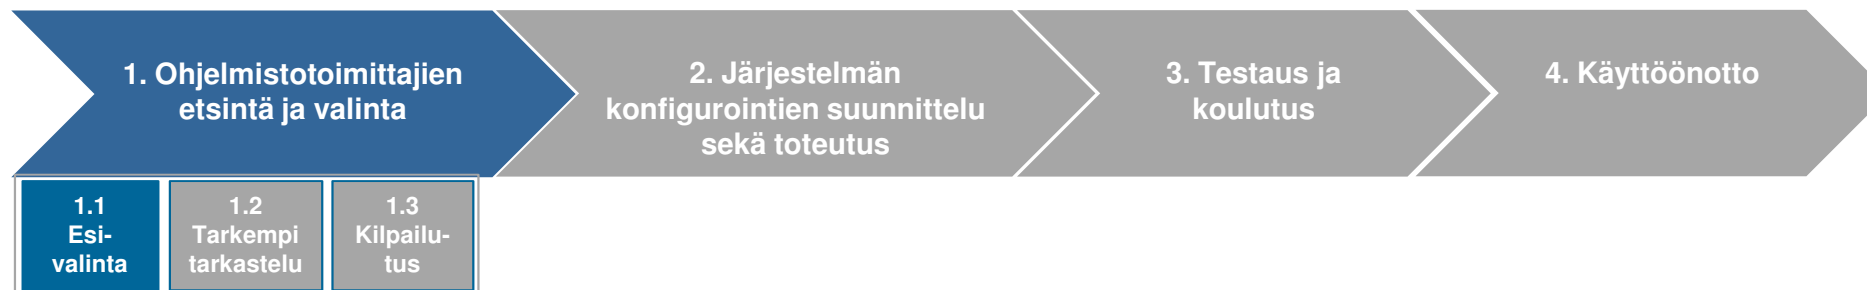 1. Ohjelmistotoimittajien
etsintä ja valinta
2. Järjestelmän
konfigurointien suunnittelu
sekä toteutus
3. Testaus ja
koulutus
4. Käyttöönotto
1.1
Esi-
valinta
1.2
Tarkempi
tarkastelu
1.3
Kilpailu-
tus